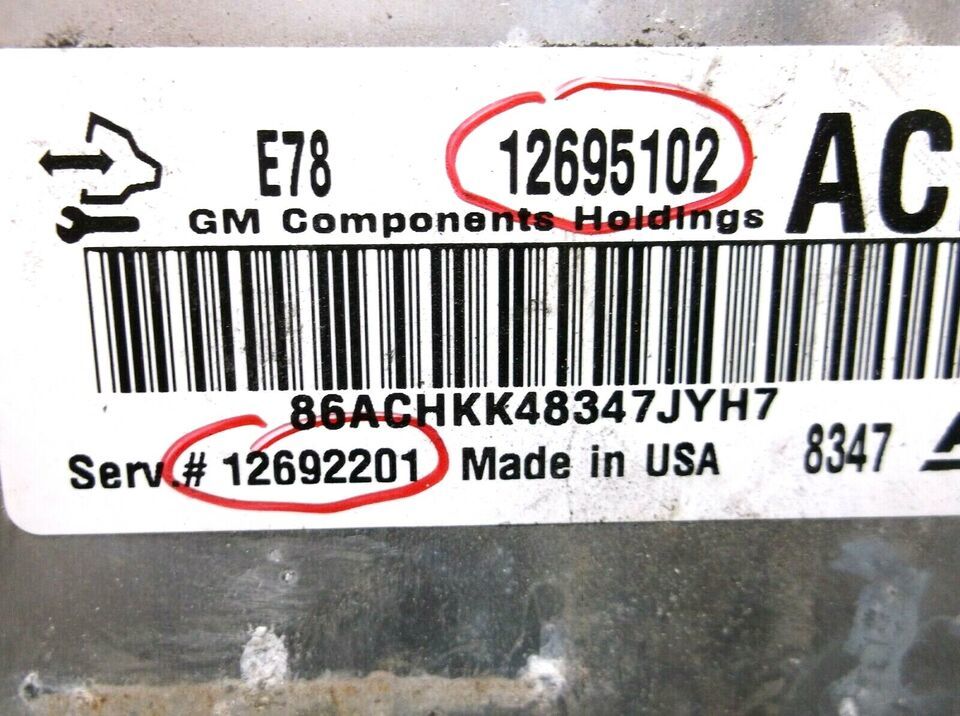 E78 12695102 AC
GM Components Holdings
86ACHKK48347JYH7
Serv.# 12692201 Made in USA 8347